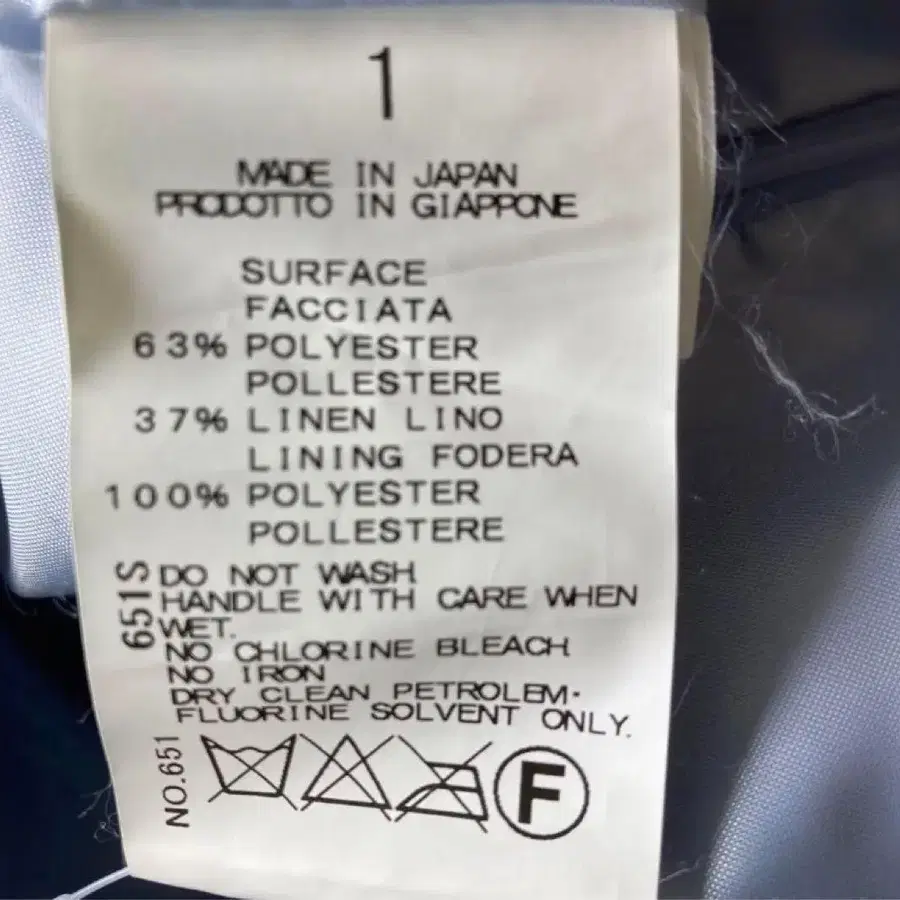 1
MADE IN JAPAN
PRODOTTO IN GIAPPONE
SURFACE
FACCIATA
63% POLYESTER
POLLESTERE
37% LINEN LINO
LINING FODERA
100% POLYESTER
POLLESTERE
651S
DO NOT WASH
HANDLE WITH CARE WHEN
WET.
NO CHLORINE BLEACH
NO IRON
DRY CLEAN PETROLEM·
FLUORINE SOLVENT ONLY.
NO.651
F